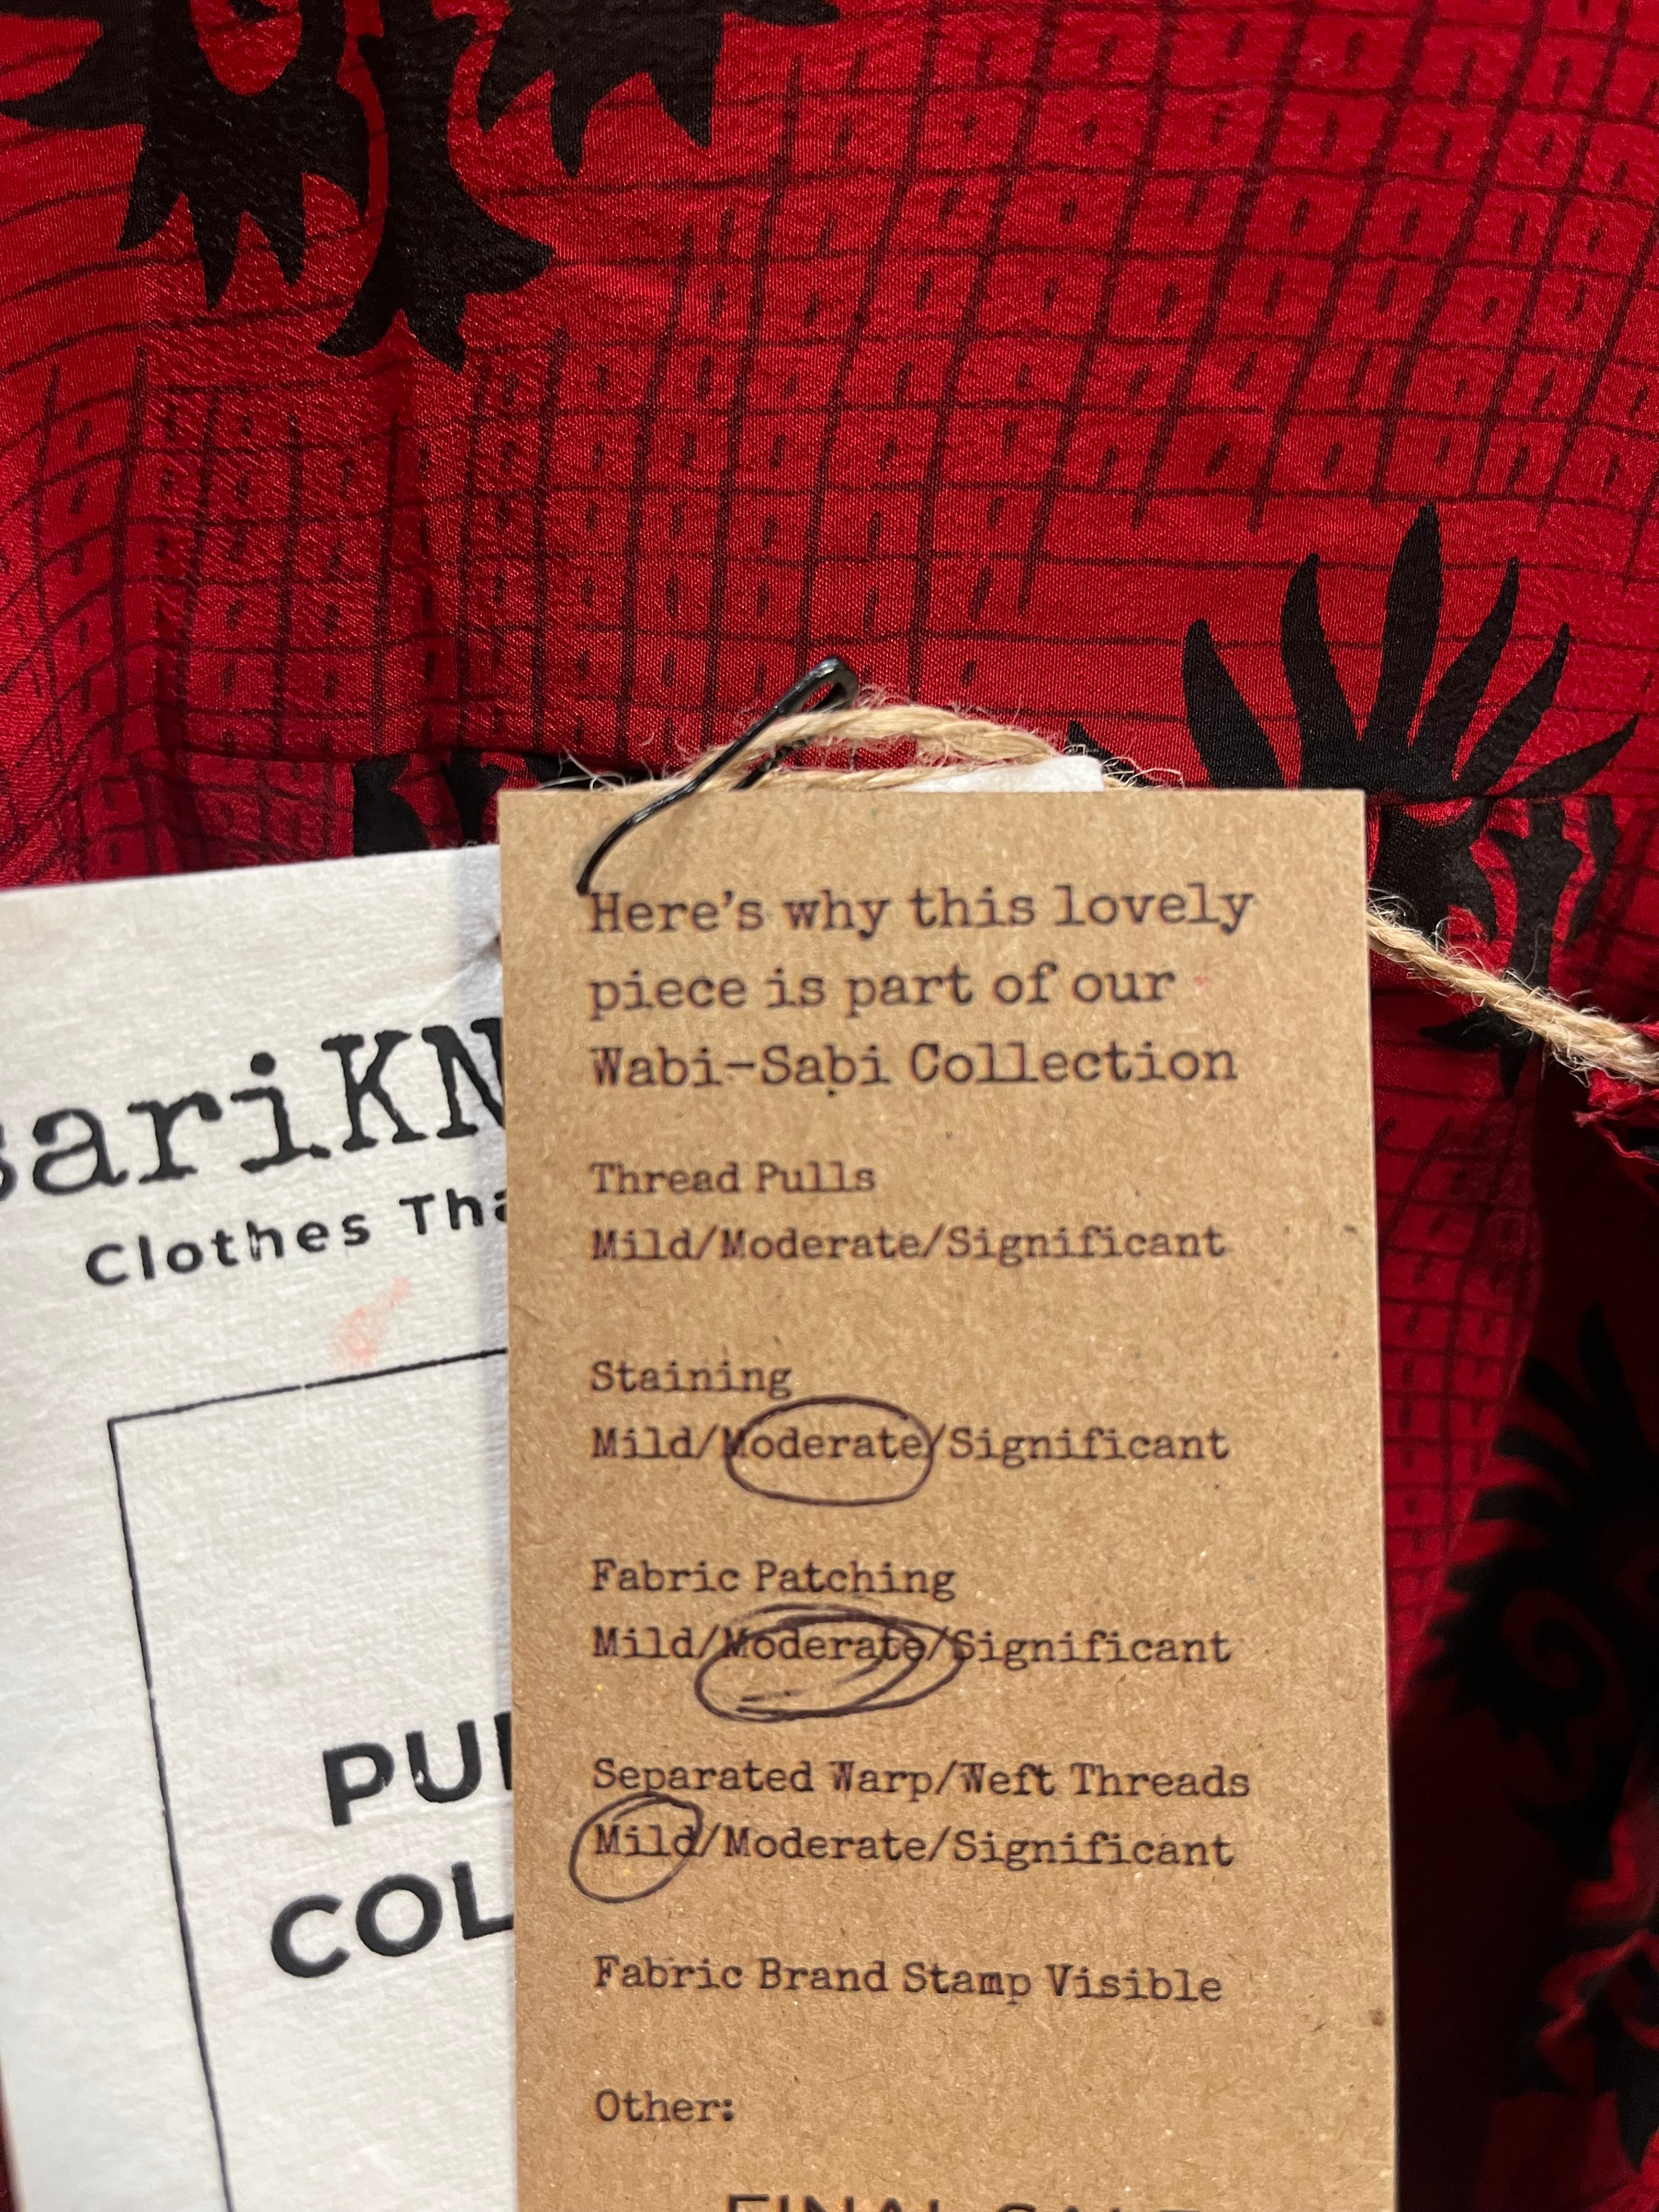 sariKN
Clothes Tha
PU
COL
Here's why this lovely
piece is part of our
Wabi-Sabi Collection
Thread Pulls
Mild/Moderate/Significant
Staining
Mild/Moderate/Significant
Fabric Patching
Mild/Moderate/Significant
Separated Warp/Weft Threads
Mild/Moderate/Significant
Fabric Brand Stamp Visible
Other:
FINAL SALE